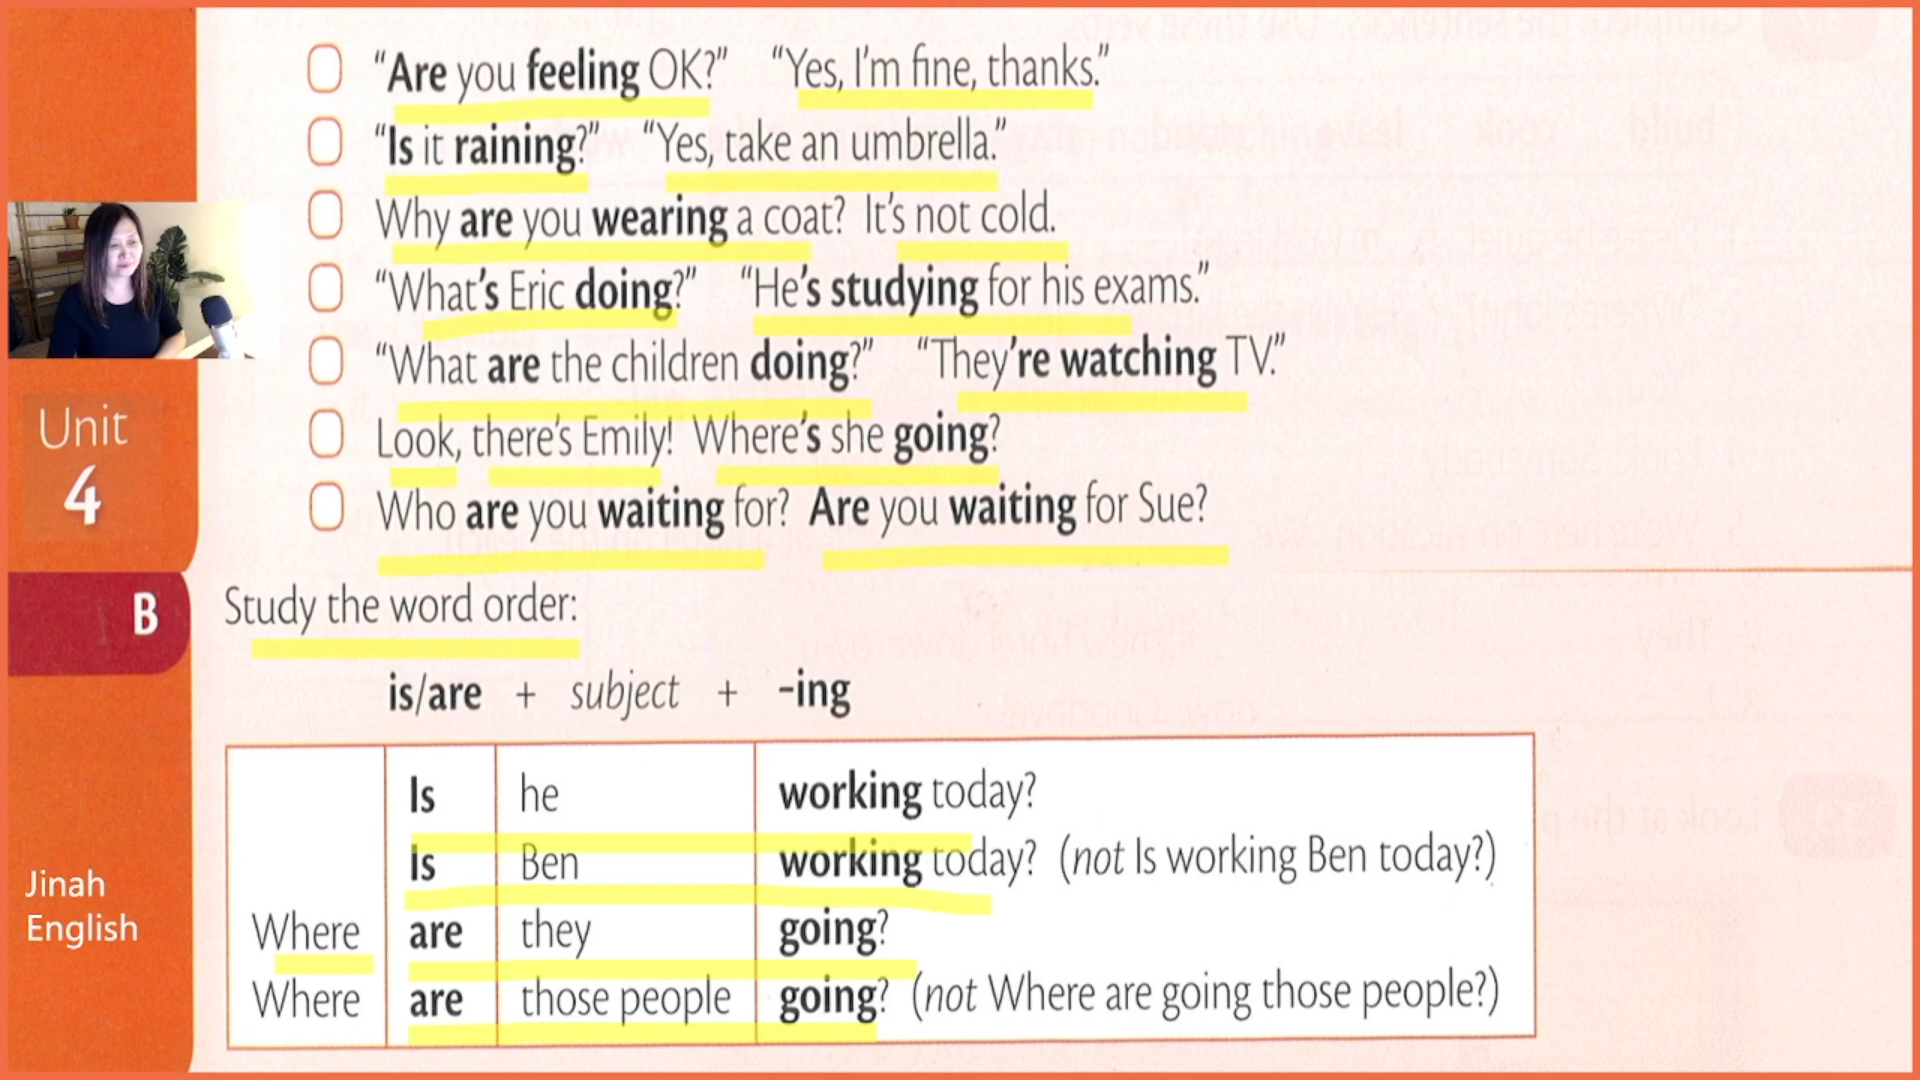 "Are you feeling OK?" "Yes, I'm fine, thanks."
"Is it raining?" "Yes, take an umbrella."
Why are you wearing a coat? It's not cold.
"What's Eric doing?" "He's studying for his exams."
"What are the children doing?" "They're watching TV."
Look, there's Emily! Where's she going?
Who are you waiting for? Are you waiting for Sue?
Unit
4
B
Study the word order:
is/are + subject + -ing
Is he working today?
Is Ben working today? (not Is working Ben today?)
Where are they going?
Where are those people going? (not Where are going those people?)
Jinah
English